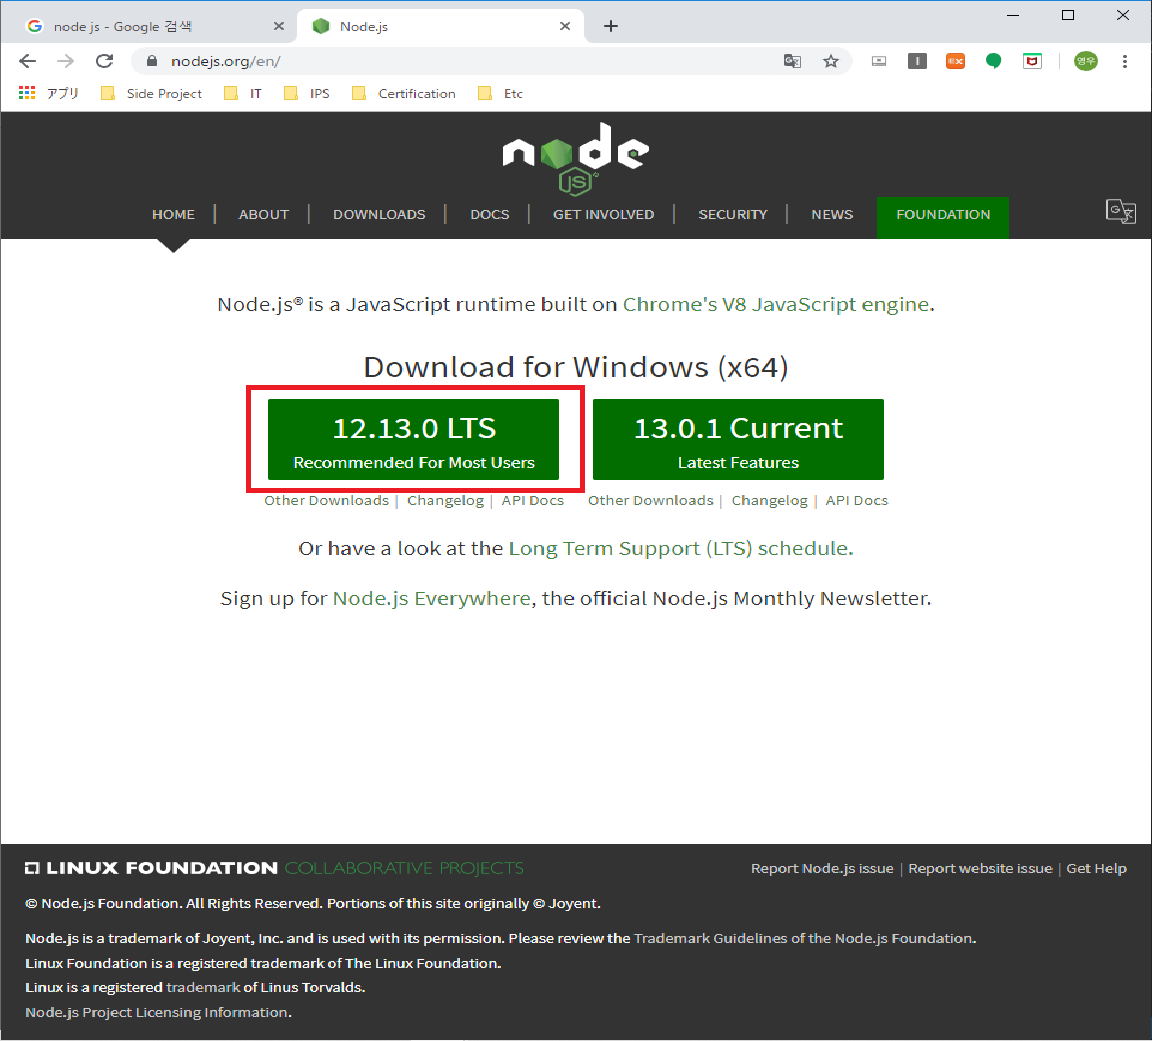 node js - Google 검색
Node.js
nodejs.org/en/
영우
アプリ Side Project IT IPS Certification Etc
node
JS
HOME | ABOUT | DOWNLOADS | DOCS | GET INVOLVED | SECURITY | NEWS FOUNDATION
Node.js® is a JavaScript runtime built on Chrome's V8 JavaScript engine.
Download for Windows (x64)
12.13.0 LTS
Recommended For Most Users
13.0.1 Current
Latest Features
Other Downloads | Changelog | API Docs
Other Downloads | Changelog | API Docs
Or have a look at the Long Term Support (LTS) schedule.
Sign up for Node.js Everywhere, the official Node.js Monthly Newsletter.
LINUX FOUNDATION COLLABORATIVE PROJECTS
Report Node.js issue | Report website issue | Get Help
© Node.js Foundation. All Rights Reserved. Portions of this site originally © Joyent.
Node.js is a trademark of Joyent, Inc. and is used with its permission. Please review the Trademark Guidelines of the Node.js Foundation.
Linux Foundation is a registered trademark of The Linux Foundation.
Linux is a registered trademark of Linus Torvalds.
Node.js Project Licensing Information.